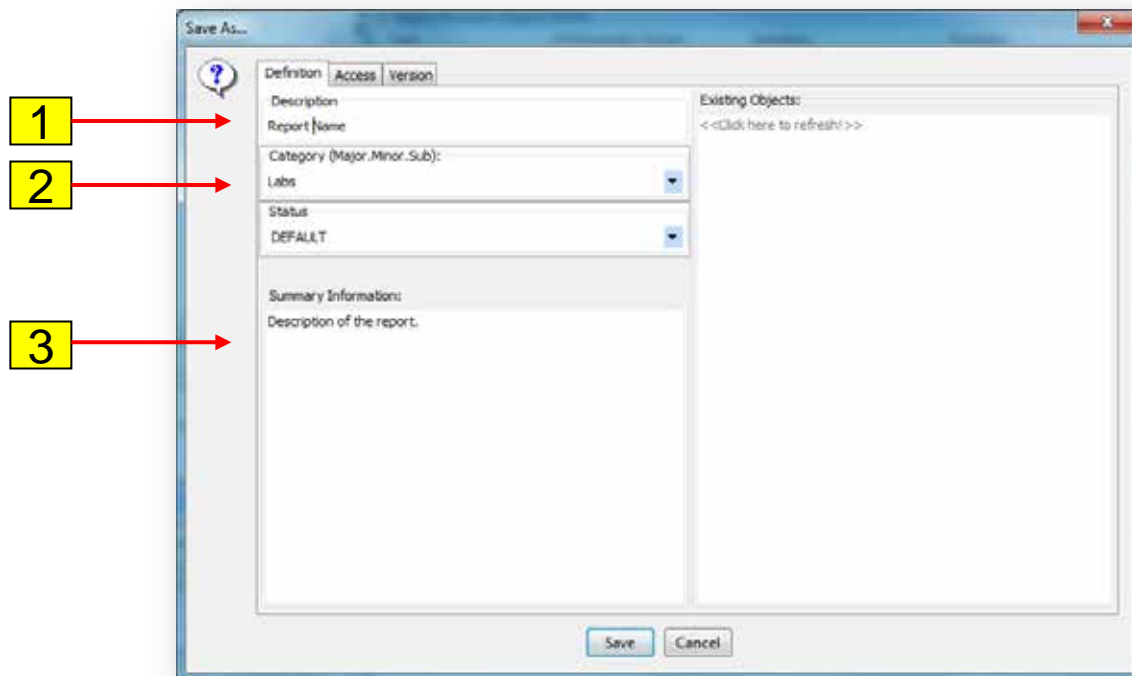 Save As...
Definition Access Version
1
Description
Report Name
2
Category (Major.Minor.Sub):
Labs
Status
DEFAULT
3
Summary Information:
Description of the report.
Existing Objects:
<<Click here to refresh!>>
Save Cancel